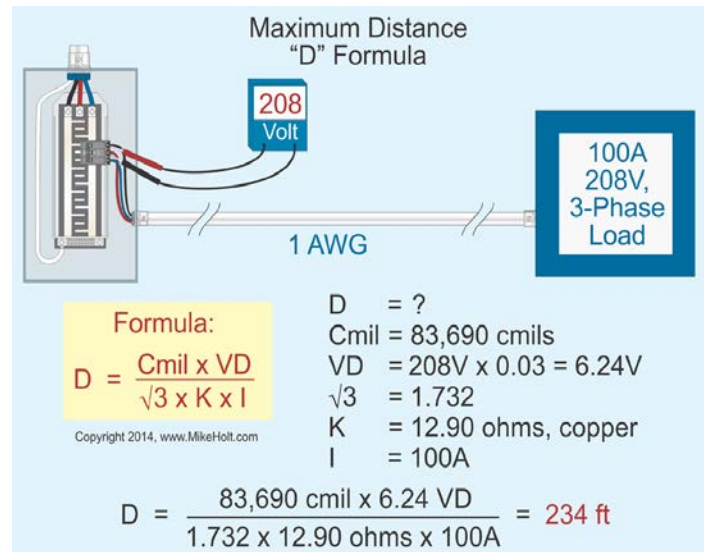 Maximum Distance
“D” Formula
208
Volt
100A
208V,
3-Phase
Load
1 AWG
Formula:
D = Cmil x VD
√3 x K x I
Copyright 2014, www.MikeHolt.com
D = ?
Cmil = 83,690 cmils
VD = 208V x 0.03 = 6.24V
√3 = 1.732
K = 12.90 ohms, copper
I = 100A
D = 83,690 cmil x 6.24 VD = 234 ft
1.732 x 12.90 ohms x 100A